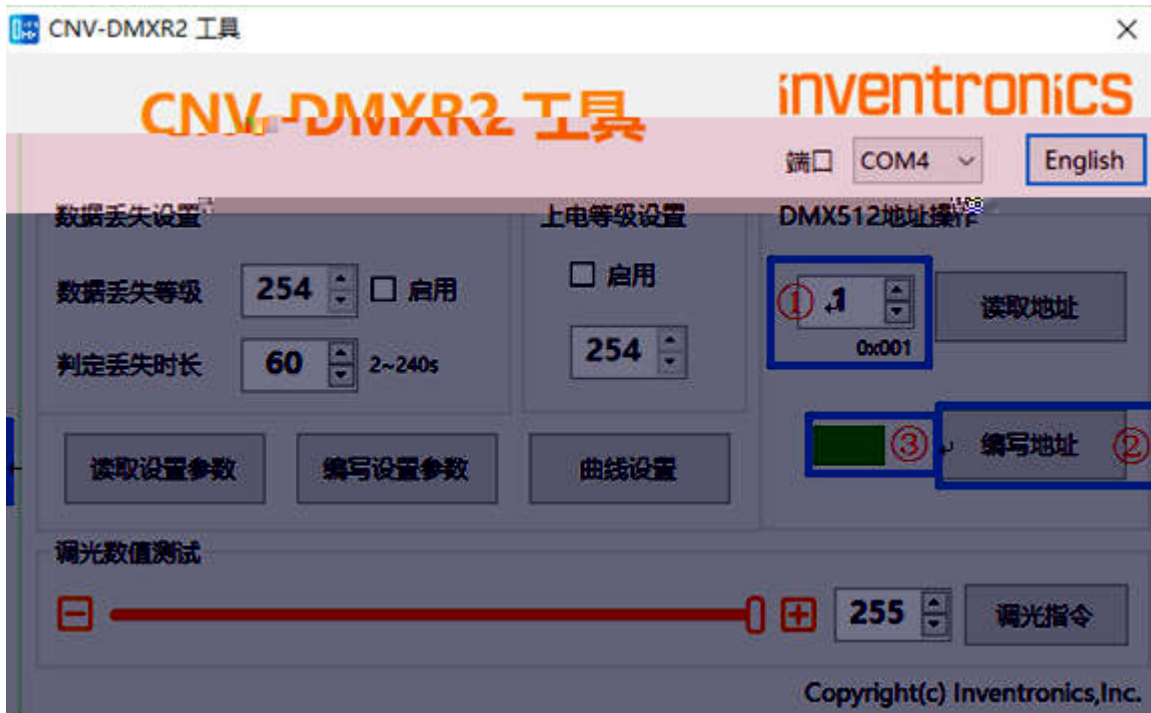 CNV-DMXR2 工具
CNV-DMXR2 工具
inventronics
端口 COM4 English
数据丢失设置 上电等级设置 DMX512地址操作
数据丢失等级 254 启用 启用 ① 1 读取地址
0x001
判定丢失时长 60 2~240s 254
③ 编写地址 ②
读取设置参数 编写设置参数 曲线设置
调光数值测试
255 调光指令
Copyright(c) Inventronics,Inc.